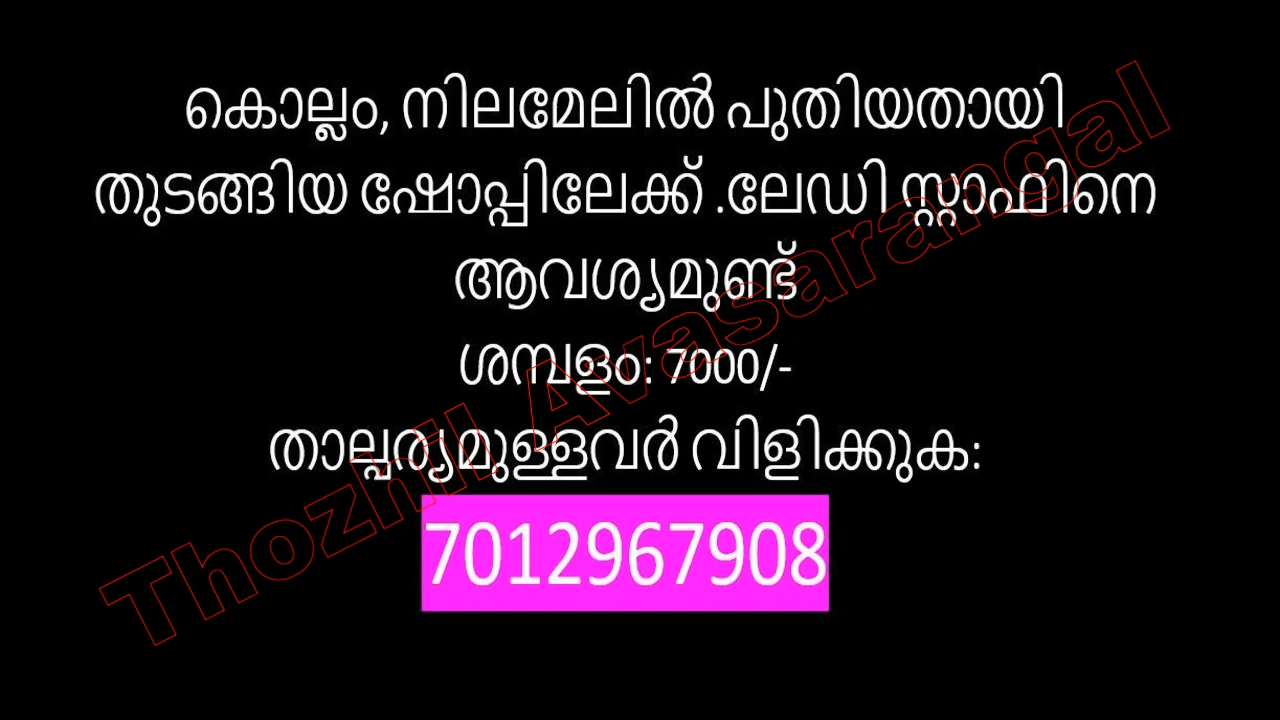 കൊല്ലം, നിലമേലിൽ പുതിയതായി
തുടങ്ങിയ ഷോപ്പിലേക്ക് .ലേഡി സ്റ്റാഫിനെ
ആവശ്യമുണ്ട്
ശമ്പളം: 7000/-
താല്പര്യമുള്ളവർ വിളിക്കുക:
7012967908
Thozhil Avasarangal